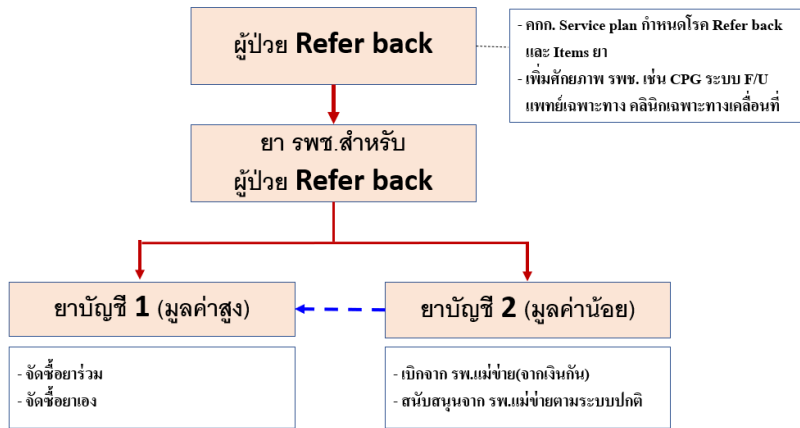 ผู้ป่วย Refer back
- คกก. Service plan กำหนดโรค Refer back
และ Items ยา
- เพิ่มศักยภาพ รพช. เช่น CPG ระบบ F/U
แพทย์เฉพาะทาง คลินิกเฉพาะทางเคลื่อนที่
ยา รพช.สำหรับ
ผู้ป่วย Refer back
ยาบัญชี 1 (มูลค่าสูง)
ยาบัญชี 2 (มูลค่าน้อย)
- จัดซื้อยาร่วม
- จัดซื้อยาเอง
- เบิกจาก รพ.แม่ข่าย(จากเงินกัน)
- สนับสนุนจาก รพ.แม่ข่ายตามระบบปกติ